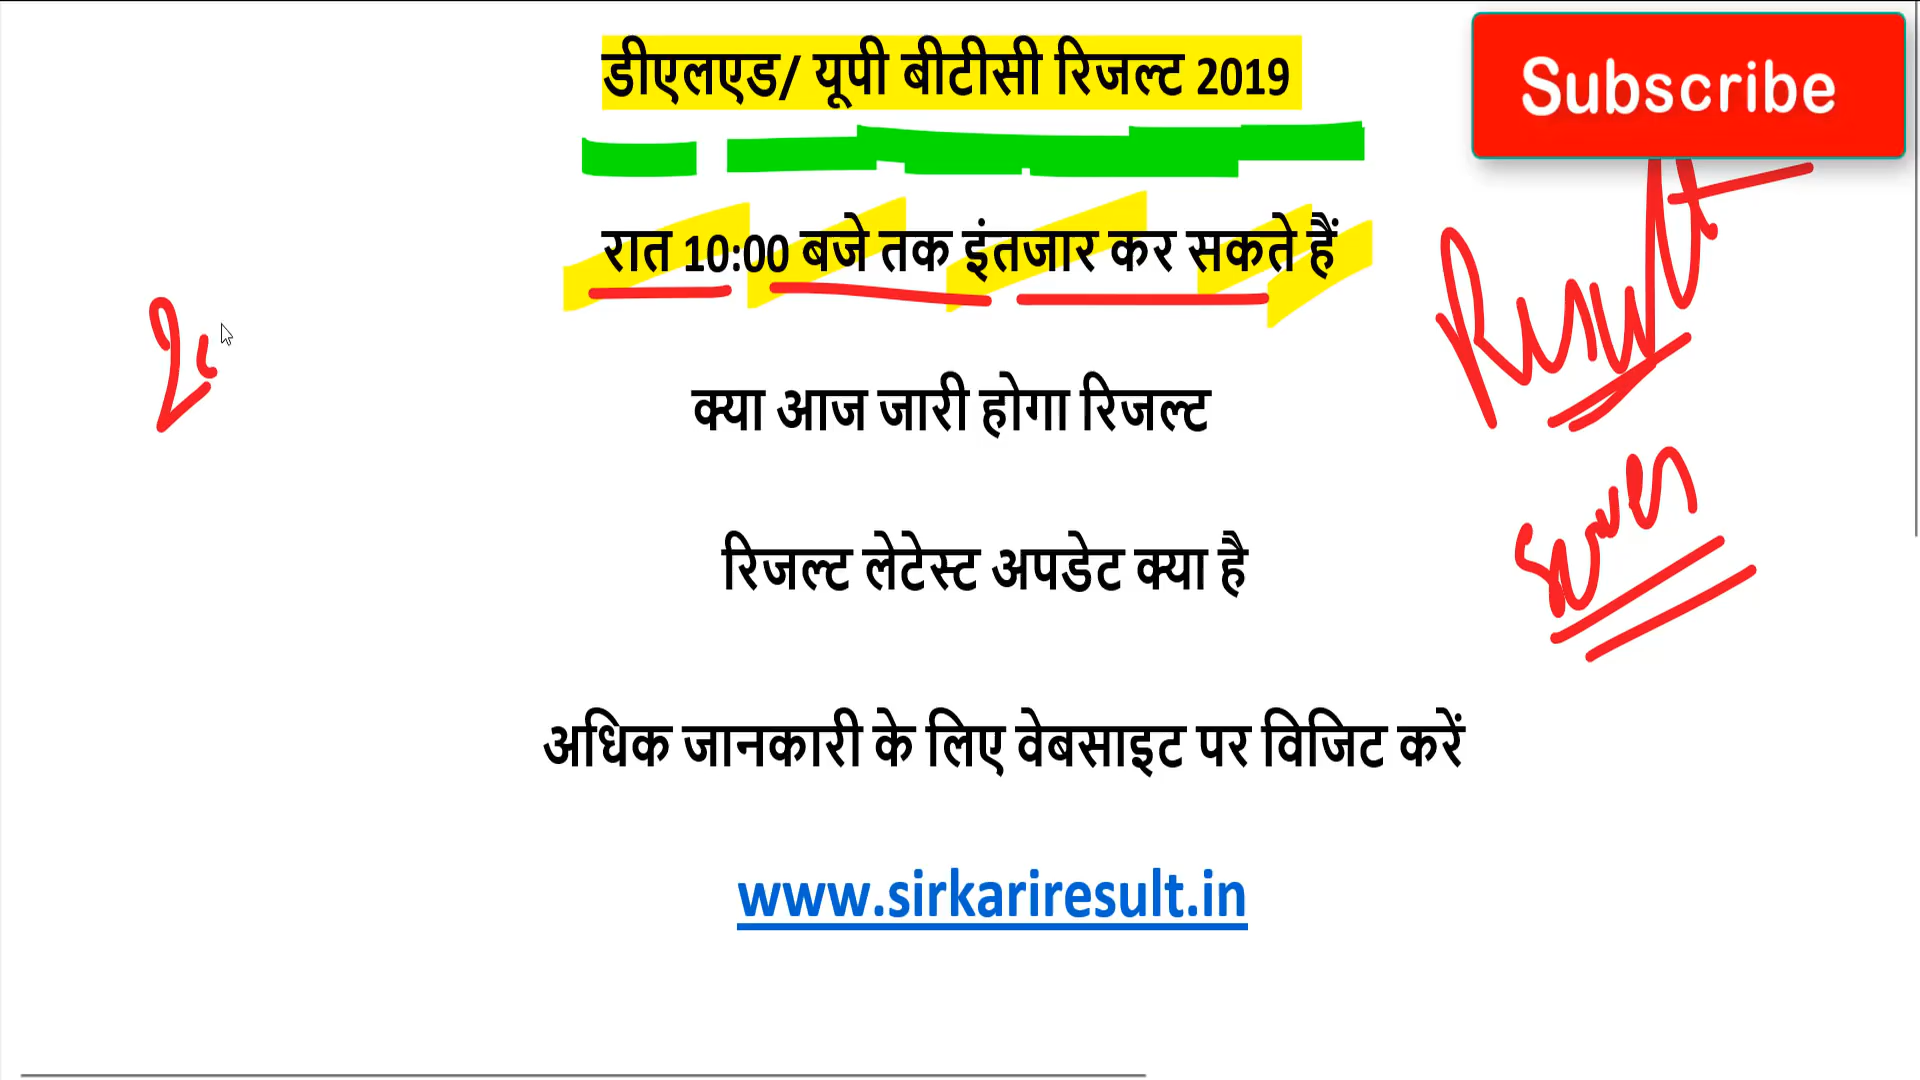 डीएलएड/ यूपी बीटीसी रिजल्ट 2019
Subscribe
रात 10:00 बजे तक इंतजार कर सकते हैं
Result
क्या आज जारी होगा रिजल्ट
रिजल्ट लेटेस्ट अपडेट क्या है
अधिक जानकारी के लिए वेबसाइट पर विजिट करें
www.sirkariresult.in